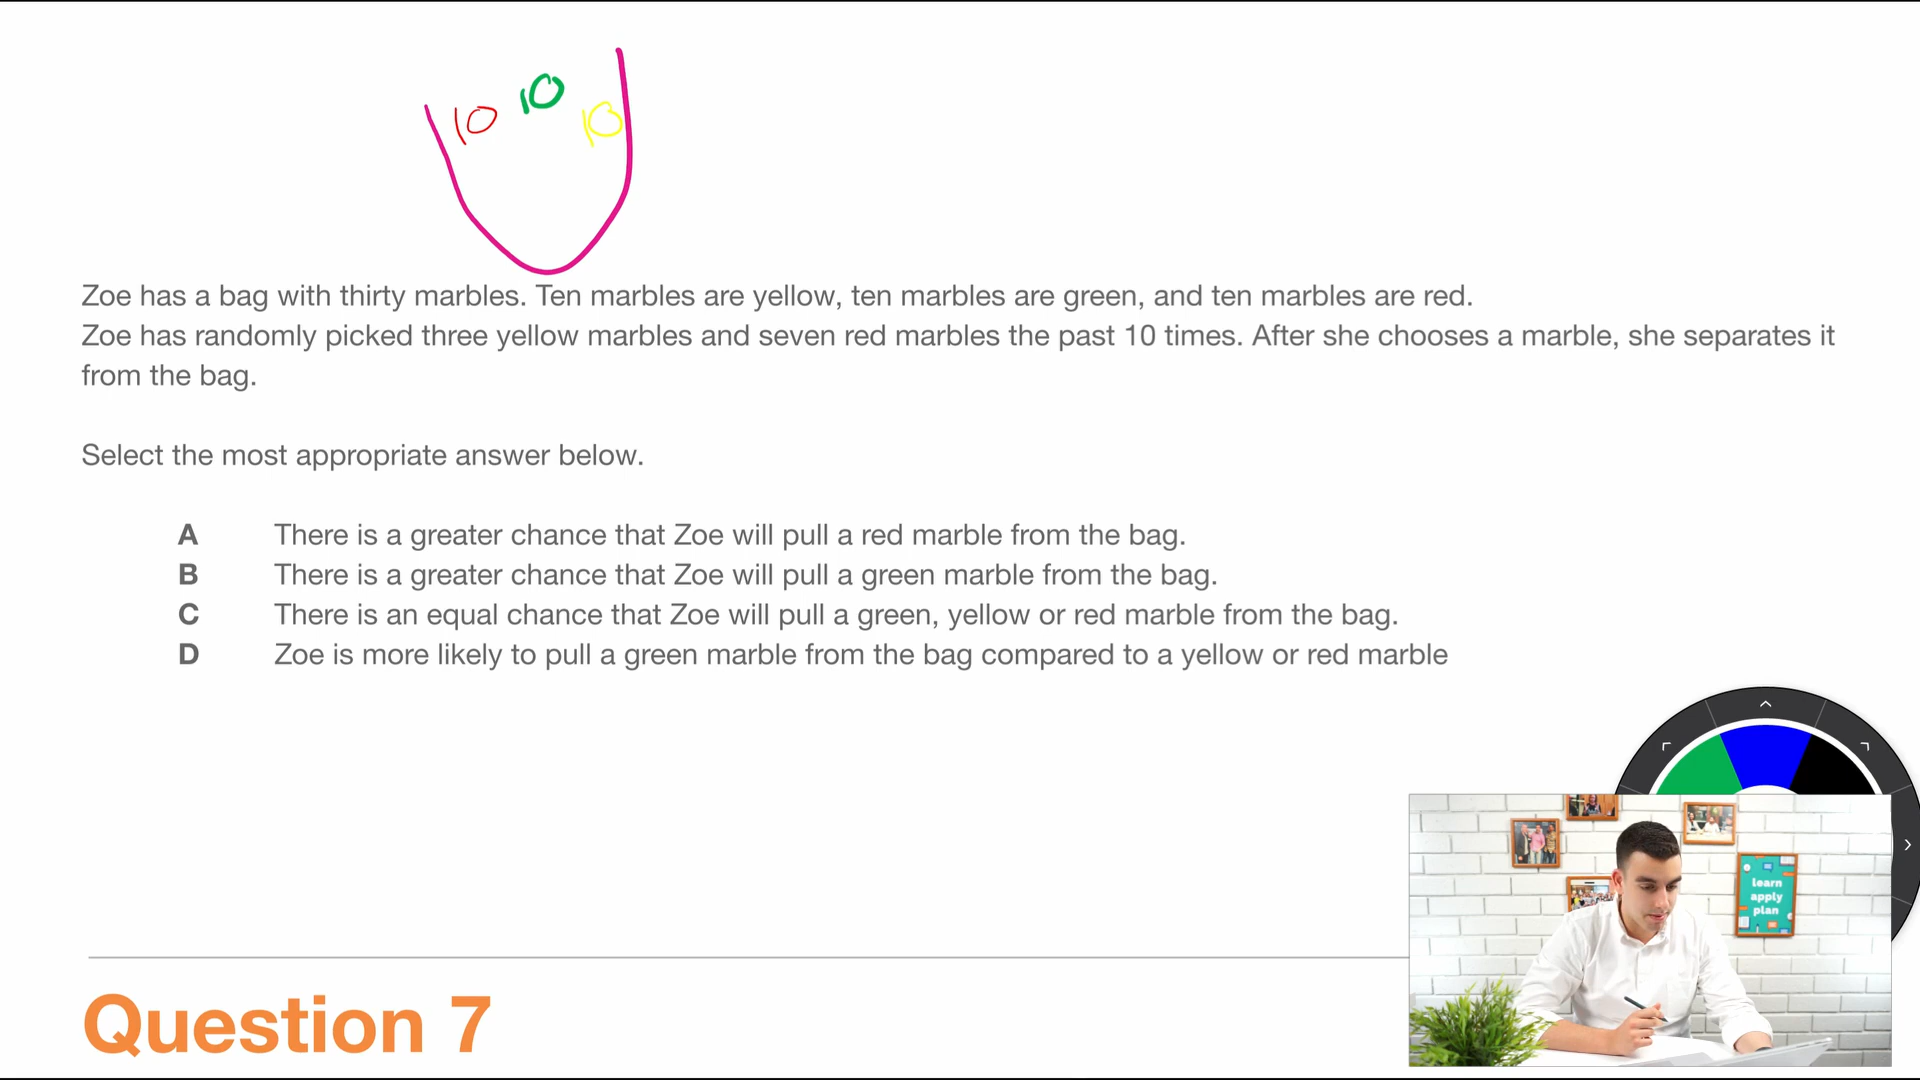 10 10 10
Zoe has a bag with thirty marbles. Ten marbles are yellow, ten marbles are green, and ten marbles are red.
Zoe has randomly picked three yellow marbles and seven red marbles the past 10 times. After she chooses a marble, she separates it
from the bag.
Select the most appropriate answer below.
A There is a greater chance that Zoe will pull a red marble from the bag.
B There is a greater chance that Zoe will pull a green marble from the bag.
C There is an equal chance that Zoe will pull a green, yellow or red marble from the bag.
D Zoe is more likely to pull a green marble from the bag compared to a yellow or red marble
learn
apply
plan
Question 7